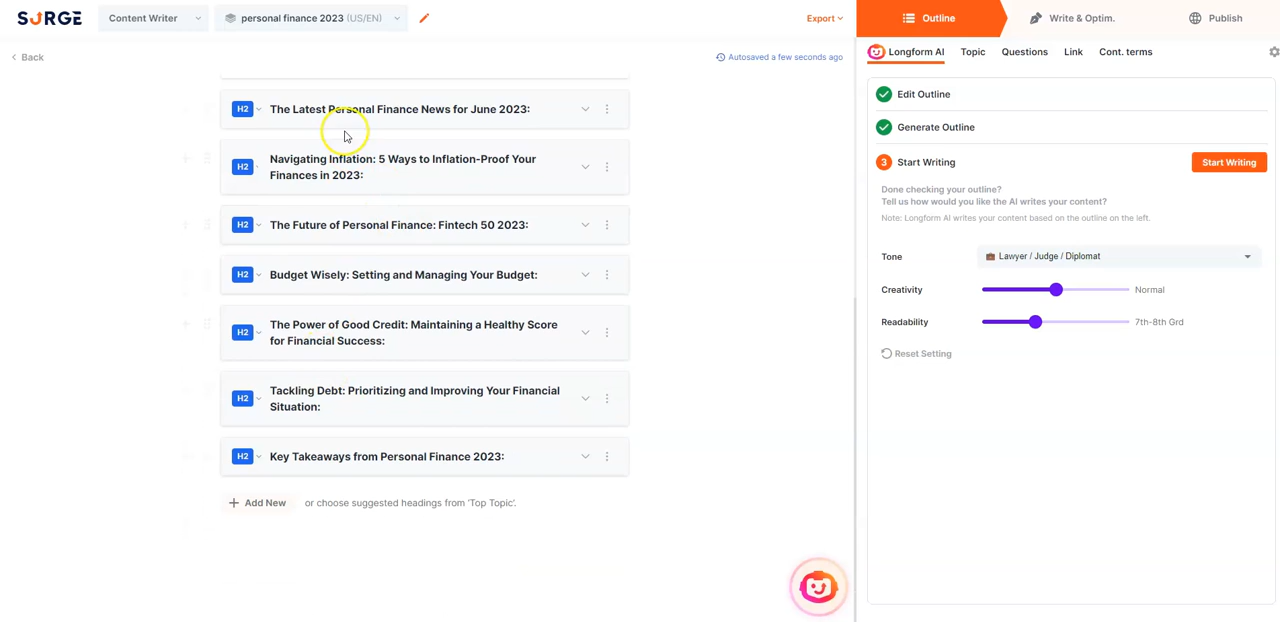 SURGE
Content Writer
personal finance 2023 (US/EN)
Export
Outline
Write & Optim.
Publish
Back
Autosaved a few seconds ago
Longform AI
Topic
Questions
Link
Cont. terms
H2
The Latest Personal Finance News for June 2023:
H2
Navigating Inflation: 5 Ways to Inflation-Proof Your
Finances in 2023:
H2
The Future of Personal Finance: Fintech 50 2023:
H2
Budget Wisely: Setting and Managing Your Budget:
H2
The Power of Good Credit: Maintaining a Healthy Score
for Financial Success:
H2
Tackling Debt: Prioritizing and Improving Your Financial
Situation:
H2
Key Takeaways from Personal Finance 2023:
+ Add New
or choose suggested headings from 'Top Topic'.
Edit Outline
Generate Outline
3
Start Writing
Start Writing
Done checking your outline?
Tell us how would you like the AI writes your content?
Note: Longform AI writes your content based on the outline on the left.
Tone
Lawyer / Judge / Diplomat
Creativity
Normal
Readability
7th-8th Grd
Reset Setting